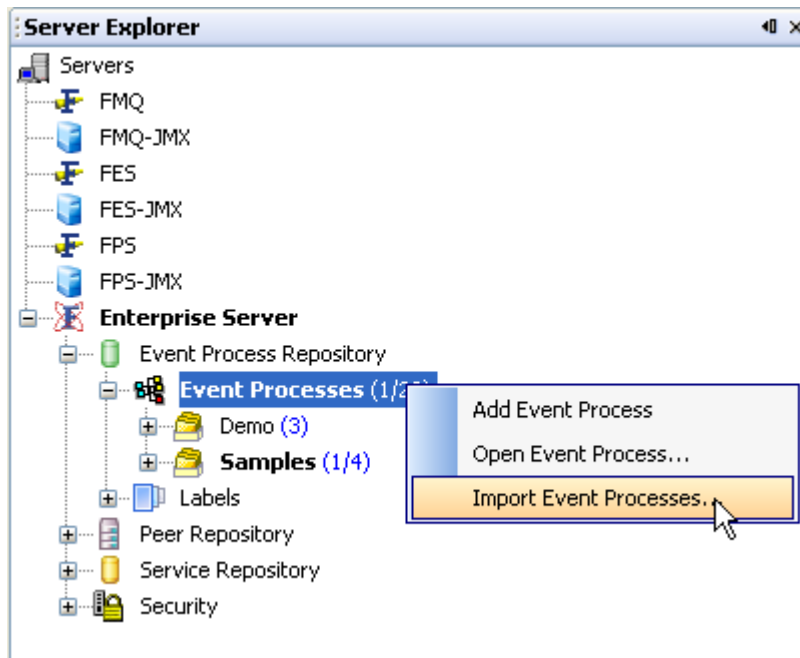 Server Explorer
Servers
FMQ
FMQ-JMX
FES
FES-JMX
FPS
FPS-JMX
Enterprise Server
Event Process Repository
Event Processes
Demo (3)
Samples (1/4)
Labels
Peer Repository
Service Repository
Security
Add Event Process
Open Event Process...
Import Event Processes...